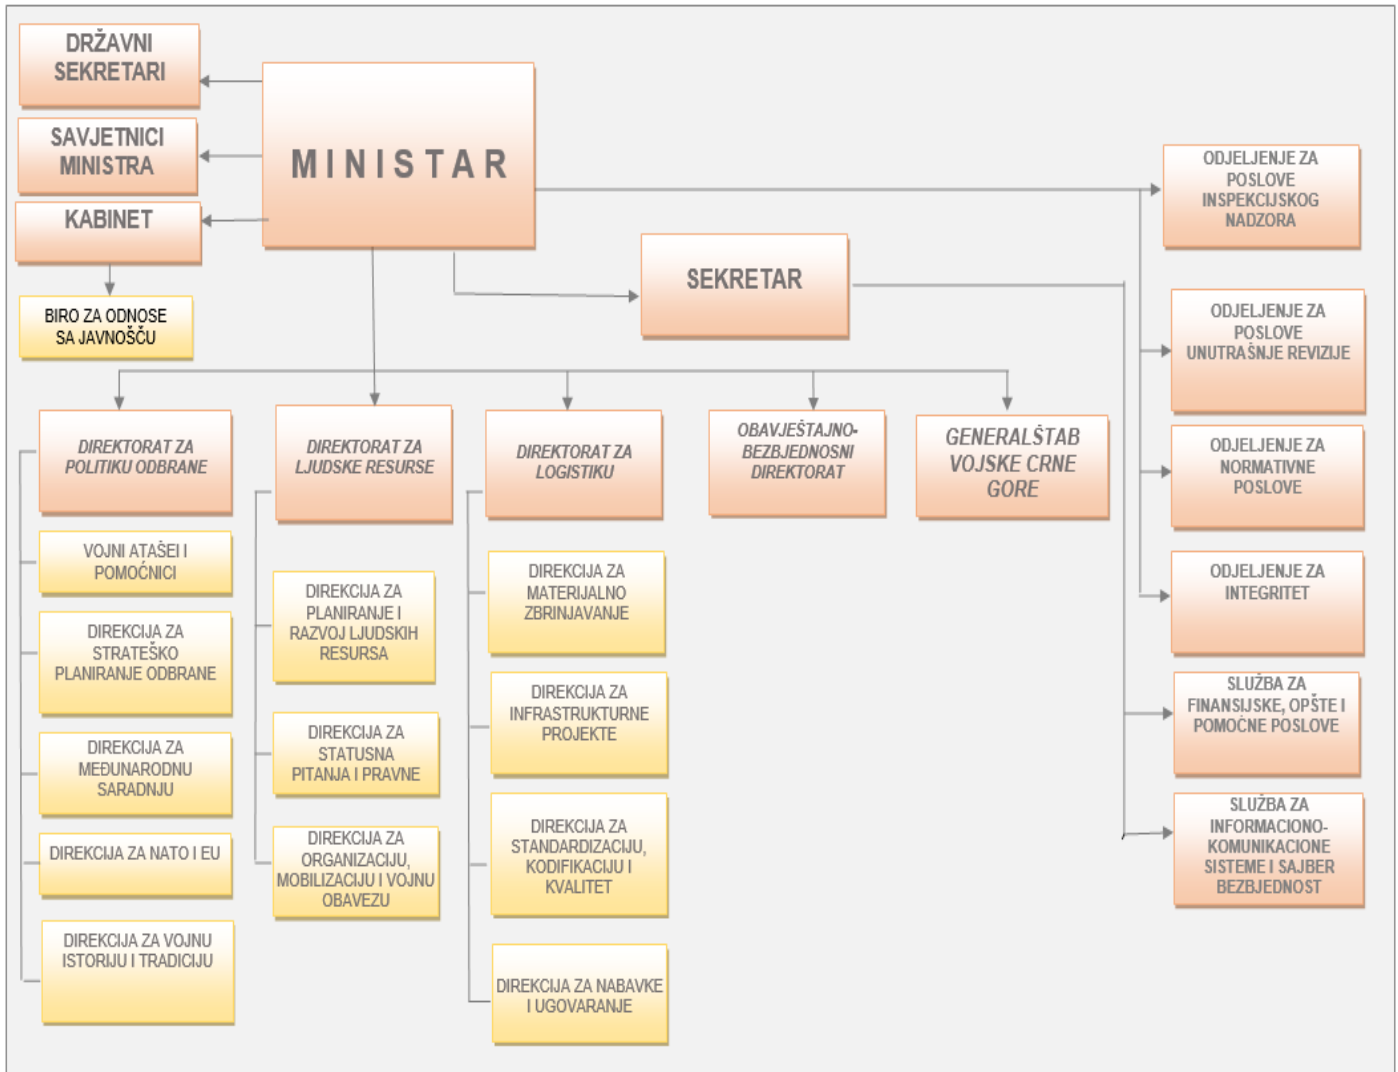 DRŽAVNI
SEKRETARI
SAVJETNICI
MINISTRA
KABINET
BIRO ZA ODNOSE
SA JAVNOŠČU
MINISTAR
SEKRETAR
ODJELJENJE ZA
POSLOVE
INSPEKCIJSKOG
NADZORA
ODJELJENJE ZA
POSLOVE
UNUTRAŠNJE REVIZIJE
ODJELJENJE ZA
NORMATIVNE
POSLOVE
ODJELJENJE ZA
INTEGRITET
SLUŽBA ZA
FINANSIJSKE, OPŠTE I
POMOĆNE POSLOVE
SLUŽBA ZA
INFORMACIONO-
KOMUNIKACIONE
SISTEME I SAJBER
BEZBJEDNOST
DIREKTORAT ZA
POLITIKU ODBRANE
VOJNI ATAŠEI I
POMOĆNICI
DIREKCIJA ZA
STRATEŠKO
PLANIRANJE ODBRANE
DIREKCIJA ZA
MEĐUNARODNU
SARADNJU
DIREKCIJA ZA NATO I EU
DIREKCIJA ZA VOJNU
ISTORIJU I TRADICIJU
DIREKTORAT ZA
LJUDSKE RESURSE
DIREKCIJA ZA
PLANIRANJE I
RAZVOJ LJUDSKIH
RESURSA
DIREKCIJA ZA
STATUSNA
PITANJA I PRAVNE
DIREKCIJA ZA
ORGANIZACIJU,
MOBILIZACIJU I VOJNU
OBAVEZU
DIREKTORAT ZA
LOGISTIKU
DIREKCIJA ZA
MATERIJALNO
ZBRINJAVANJE
DIREKCIJA ZA
INFRASTRUKTURNE
PROJEKTE
DIREKCIJA ZA
STANDARDIZACIJU,
KODIFIKACIJU I
KVALITET
DIREKCIJA ZA NABAVKE
I UGOVARANJE
OBAVJEŠTAJNO-
BEZBJEDNOSNI
DIREKTORAT
GENERALŠTAB
VOJSKE CRNE
GORE